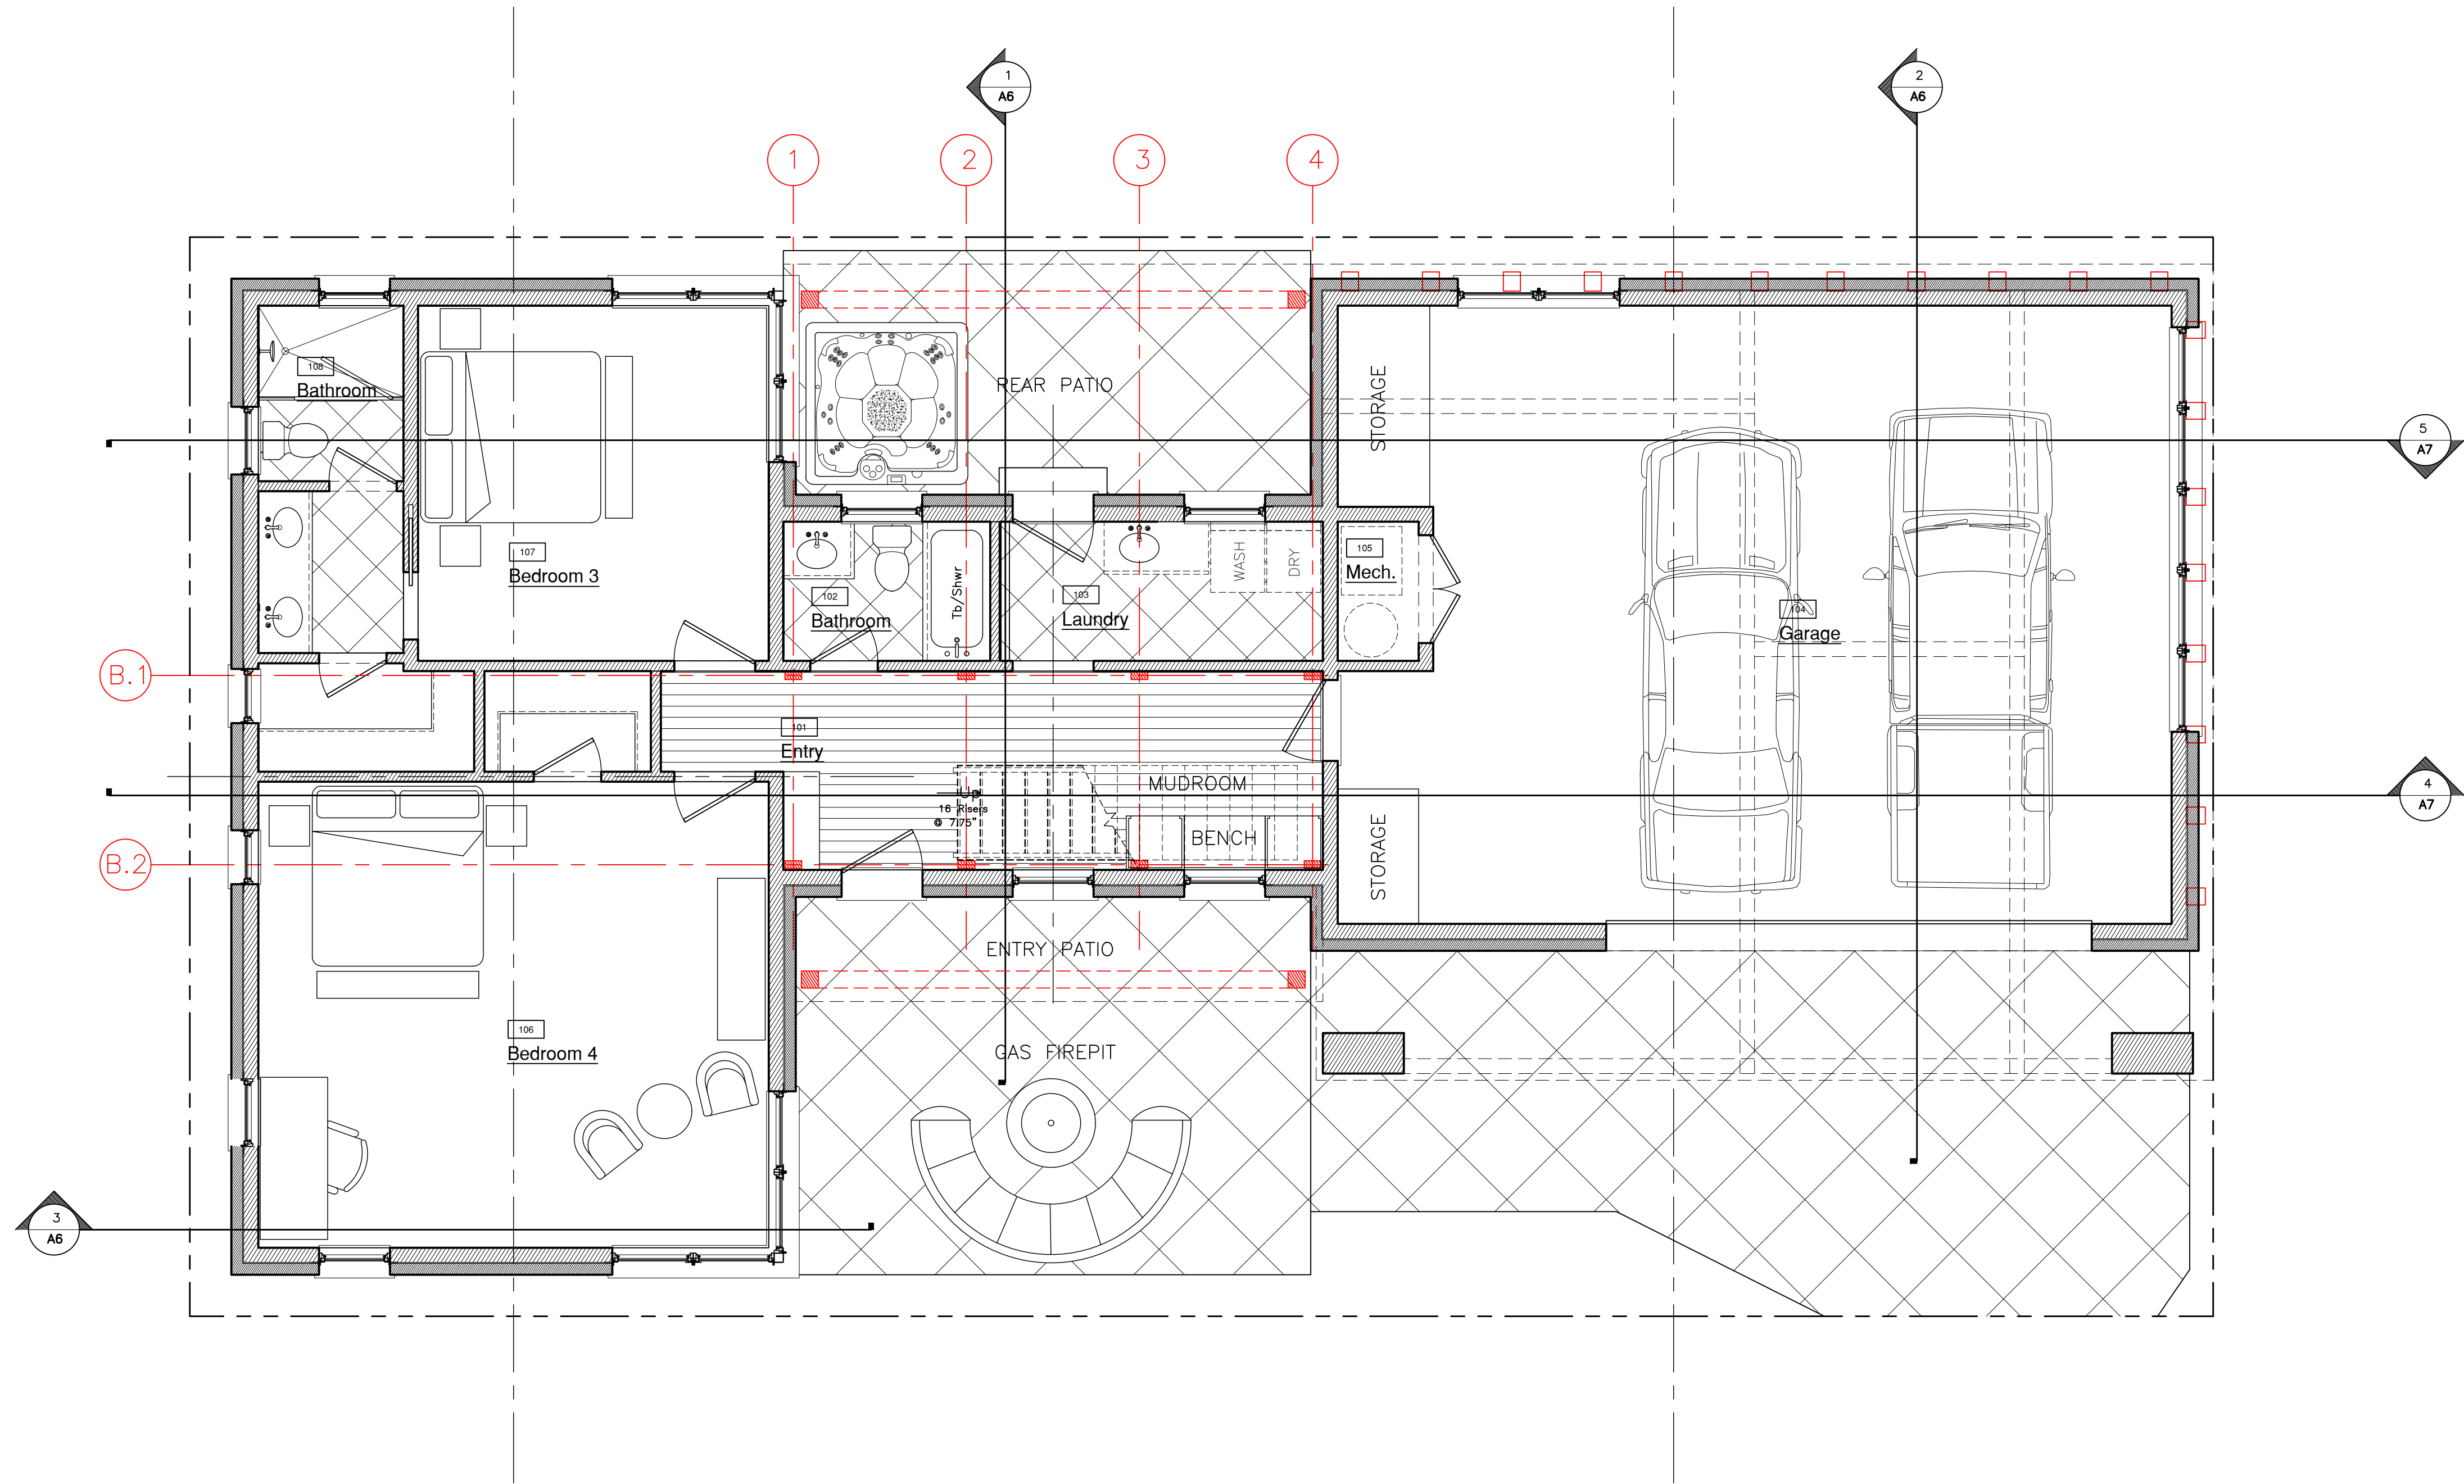 1
A6
2
A6
1
2
3
4
REAR PATIO
STORAGE
108
Bathroom
5
A7
107
Bedroom 3
102
Bathroom
Tb/Shwr
103
Laundry
WASH
DRY
105
Mech.
104
Garage
B.1
101
Entry
MUDROOM
Up
16 Risers
@ 7.75"
BENCH
STORAGE
4
A7
B.2
ENTRY PATIO
106
Bedroom 4
GAS FIREPIT
3
A6